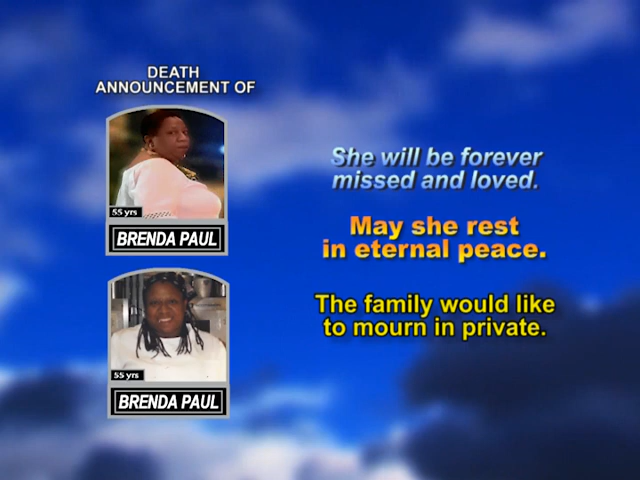 DEATH
ANNOUNCEMENT OF
55 yrs
BRENDA PAUL
55 yrs
BRENDA PAUL
She will be forever
missed and loved.
May she rest
in eternal peace.
The family would like
to mourn in private.